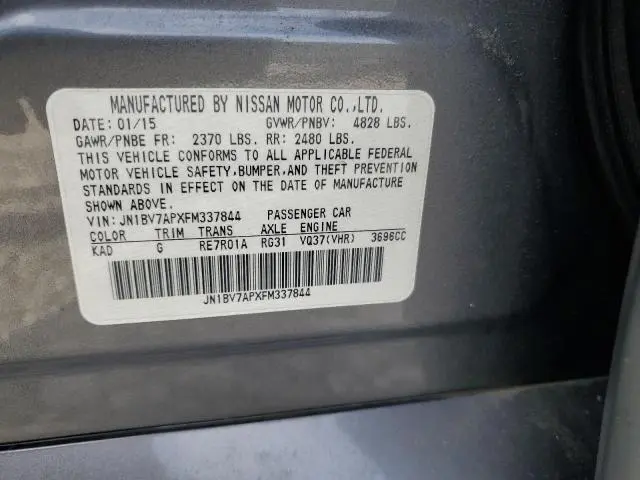 MANUFACTURED BY NISSAN MOTOR CO.,LTD.
DATE: 01/15 GVWR/PNBV: 4828 LBS.
GAWR/PNBE FR: 2370 LBS. RR: 2480 LBS.
THIS VEHICLE CONFORMS TO ALL APPLICABLE FEDERAL
MOTOR VEHICLE SAFETY,BUMPER,AND THEFT PREVENTION
STANDARDS IN EFFECT ON THE DATE OF MANUFACTURE
SHOWN ABOVE.
VIN: JN1BV7APXFM337844 PASSENGER CAR
COLOR TRIM TRANS AXLE ENGINE
KAD G RE7R01A RG31 VQ37(VHR) 3696CC
JN1BV7APXFM337844